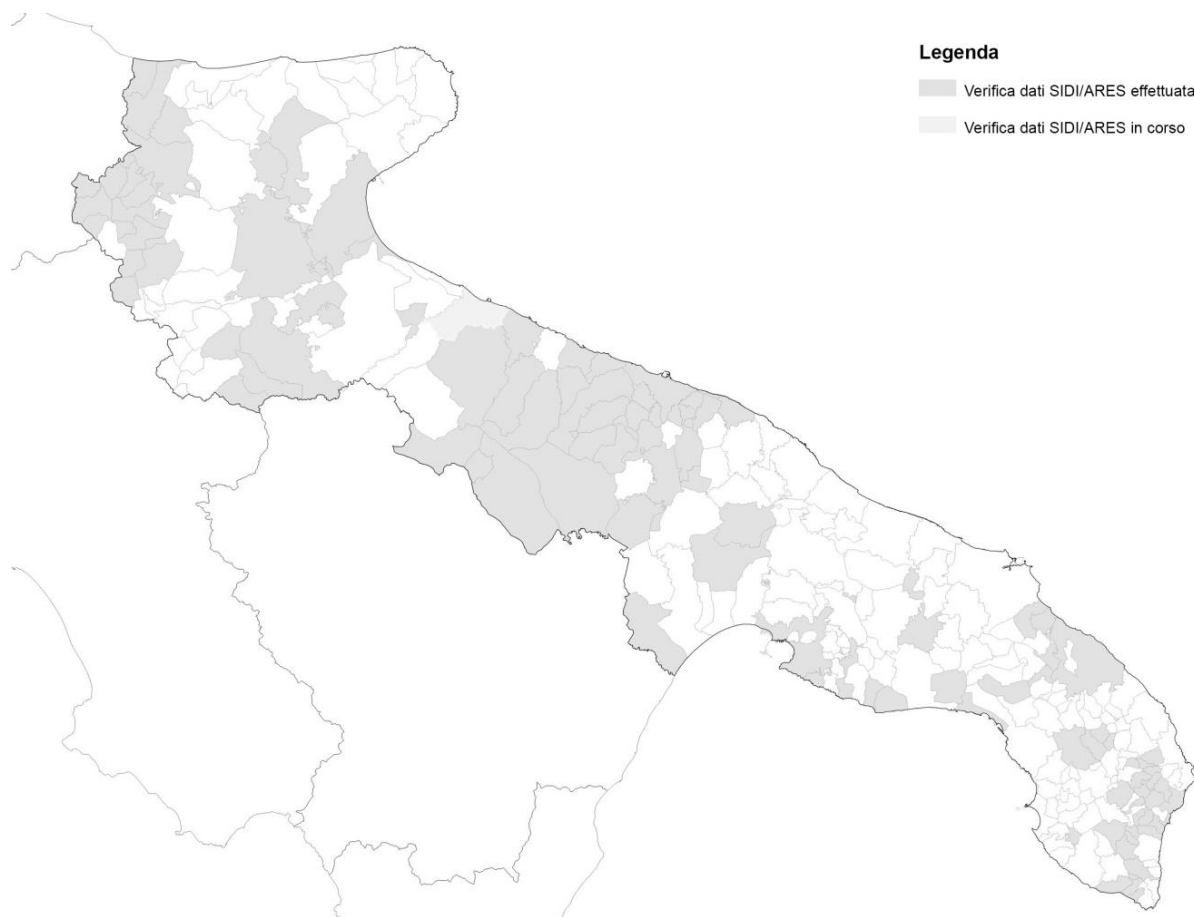 Legenda
Verifica dati SIDI/ARES effettuata
Verifica dati SIDI/ARES in corso